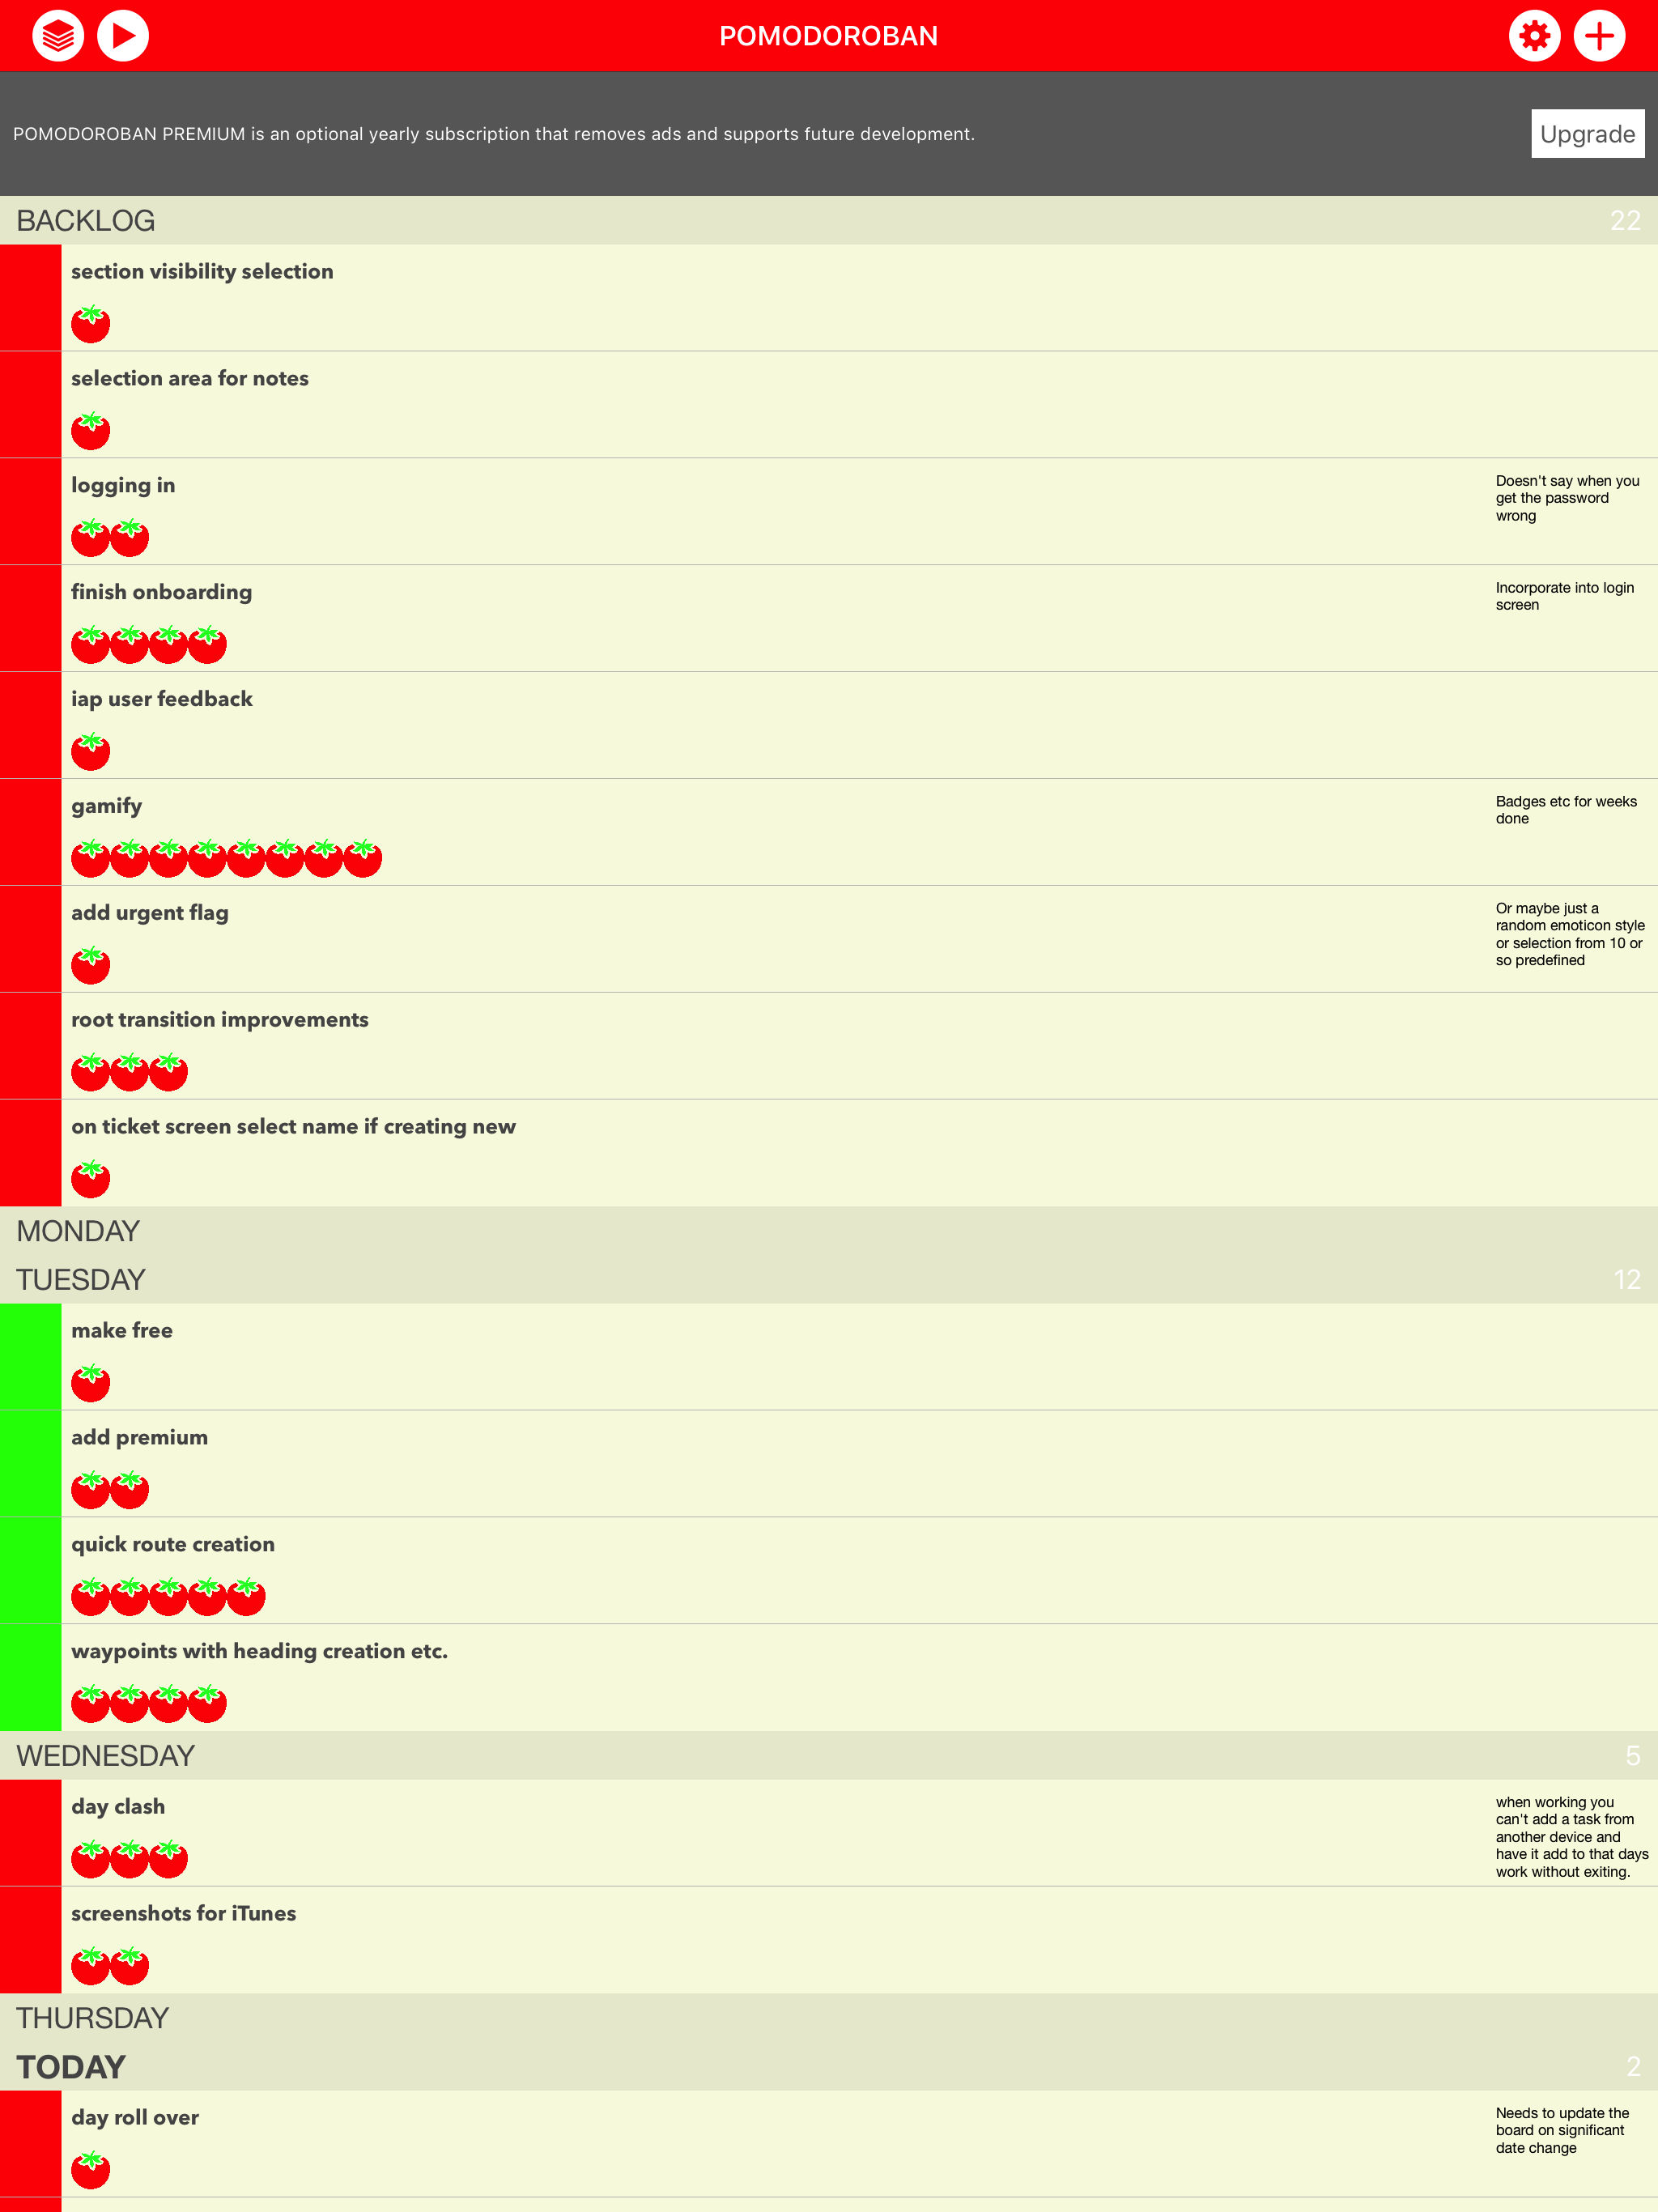 POMODOROBAN
POMODOROBAN PREMIUM is an optional yearly subscription that removes ads and supports future development.
Upgrade
BACKLOG 22
section visibility selection
selection area for notes
logging in
Doesn't say when you
get the password
wrong
finish onboarding
Incorporate into login
screen
iap user feedback
gamify
Badges etc for weeks
done
add urgent flag
Or maybe just a
random emoticon style
or selection from 10 or
so predefined
root transition improvements
on ticket screen select name if creating new
MONDAY
TUESDAY 12
make free
add premium
quick route creation
waypoints with heading creation etc.
WEDNESDAY 5
day clash
when working you
can't add a task from
another device and
have it add to that days
work without exiting.
screenshots for iTunes
THURSDAY
TODAY 2
day roll over
Needs to update the
board on significant
date change